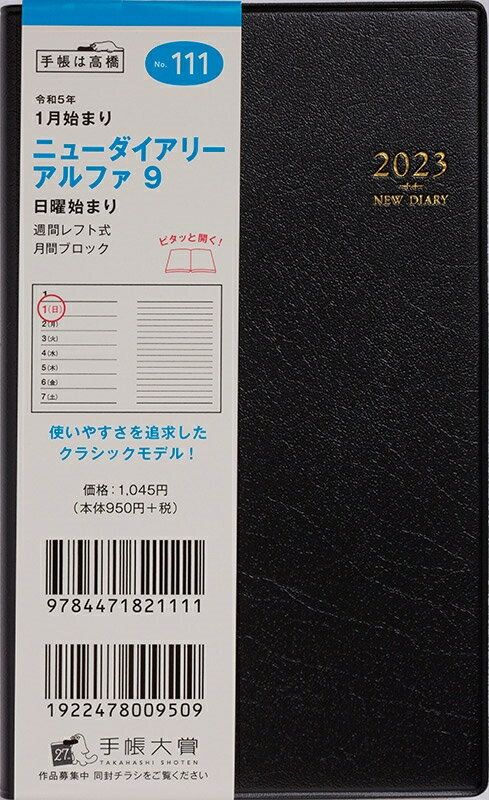 手帳は高橋
No. 111
令和5年
1月始まり
ニューダイアリー
アルファ 9
日曜始まり
週間レフト式
月間ブロック
ピタッと開く!
1
1(日)
2(月)
3(火)
4(水)
5(木)
6(金)
7(土)
使いやすさを追求した
クラシックモデル!
価格:1,045円
(本体950円+税)
9784471821111
1922478009509
27
手帳大賞
TAKAHASHI SHOTEN
作品募集中 同封チラシをご覧ください
2023
NEW DIARY